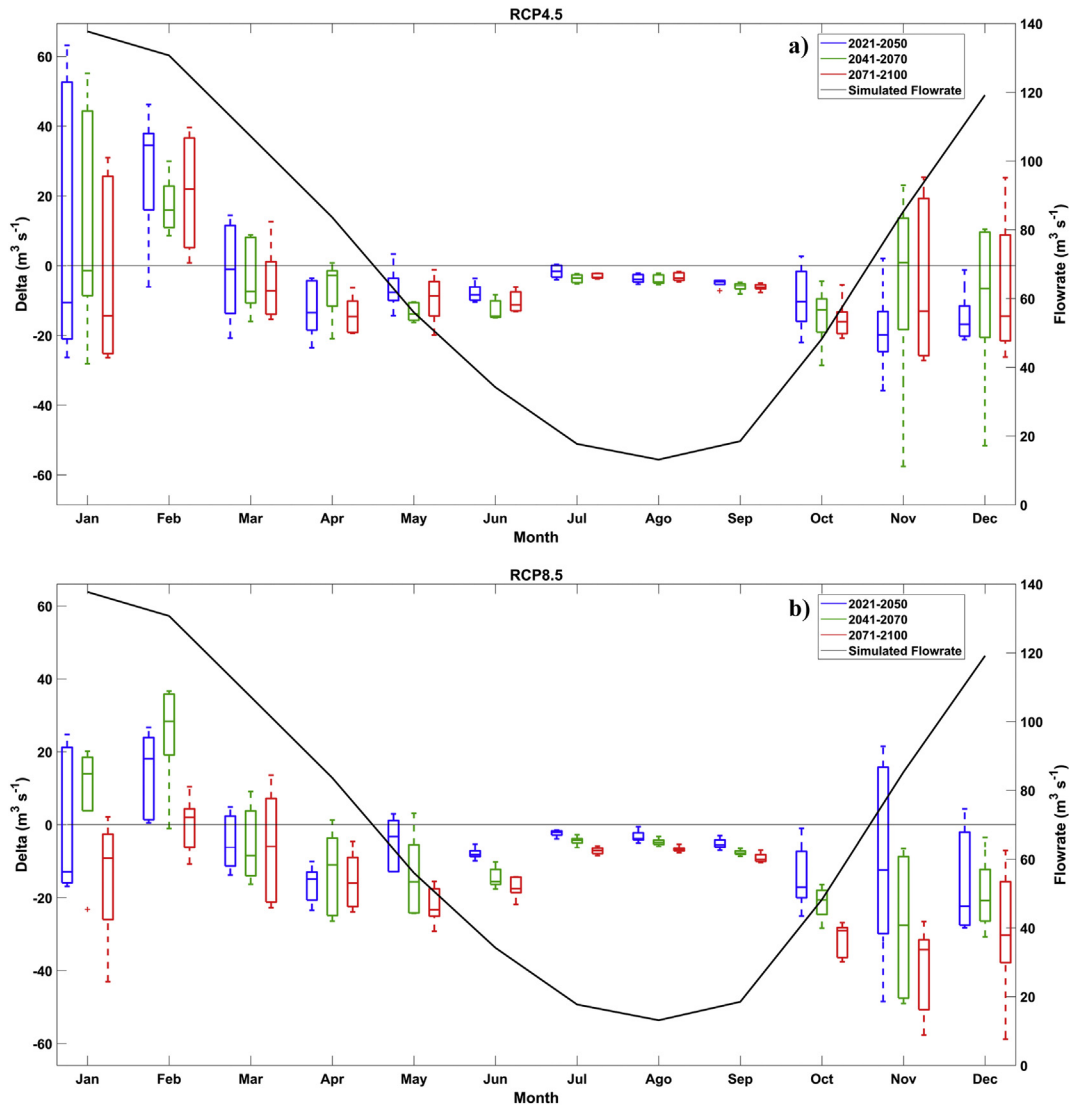 RCP4.5
a)
2021-2050
2041-2070
2071-2100
Simulated Flowrate
Delta (m³ s⁻¹)
60
40
20
0
-20
-40
-60
Flowrate (m³ s⁻¹)
140
120
100
80
60
40
20
0
Jan Feb Mar Apr May Jun Jul Ago Sep Oct Nov Dec
Month
RCP8.5
b)
2021-2050
2041-2070
2071-2100
Simulated Flowrate
Delta (m³ s⁻¹)
60
40
20
0
-20
-40
-60
Flowrate (m³ s⁻¹)
140
120
100
80
60
40
20
0
Jan Feb Mar Apr May Jun Jul Ago Sep Oct Nov Dec
Month